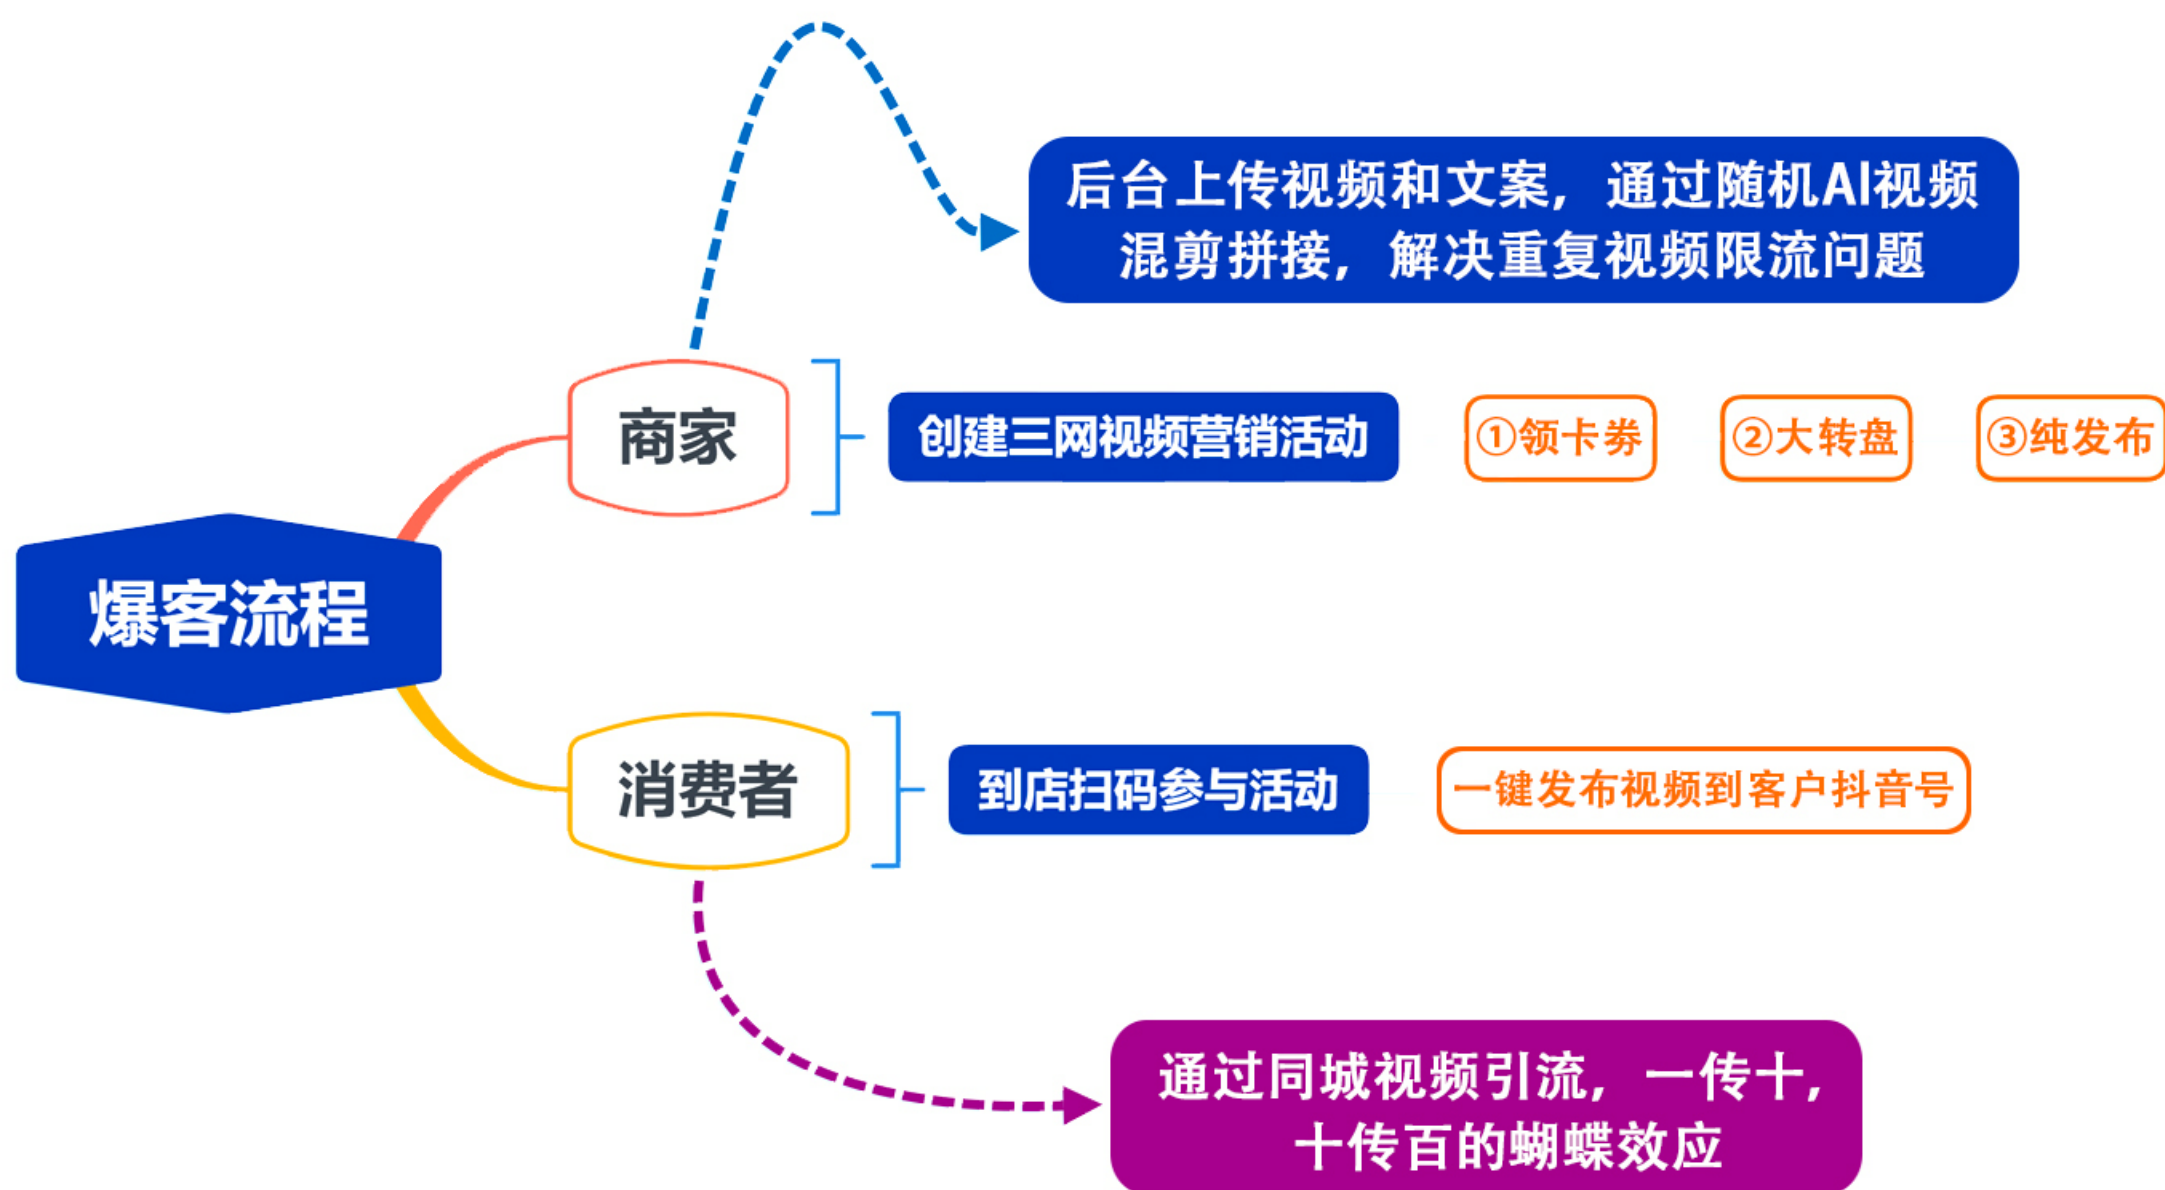 后台上传视频和文案，通过随机AI视频
混剪拼接，解决重复视频限流问题
商家
创建三网视频营销活动
①领卡劵
②大转盘
③纯发布
爆客流程
消费者
到店扫码参与活动
一键发布视频到客户抖音号
通过同城视频引流，一传十，
十传百的蝴蝶效应